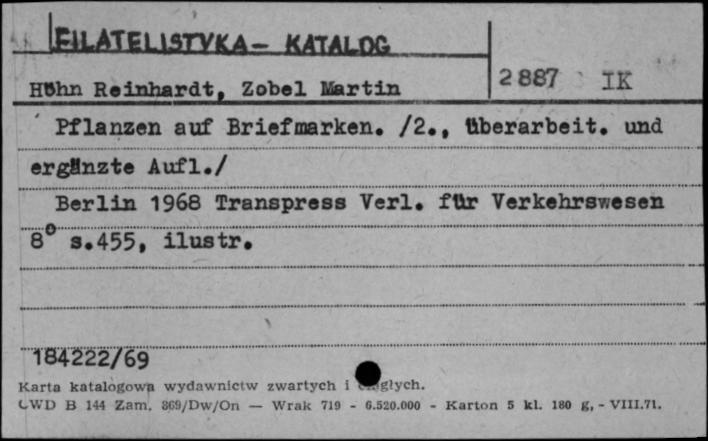 FILATELISTYKA - KATALOG
Höhn Reinhardt, Zobel Martin
2887 IK
Pflanzen auf Briefmarken. /2., überarbeit. und
ergänzte Aufl./
Berlin 1968 Transpress Verl. für Verkehrswesen
8° s.455, ilustr.
184222/69
Karta katalogowa wydawnictw zwartych i ciągłych.
CWD B 144 Zam. 869/Dw/On — Wrak 719 - 6.520.000 - Karton 5 kl. 180 g, - VIII.71.